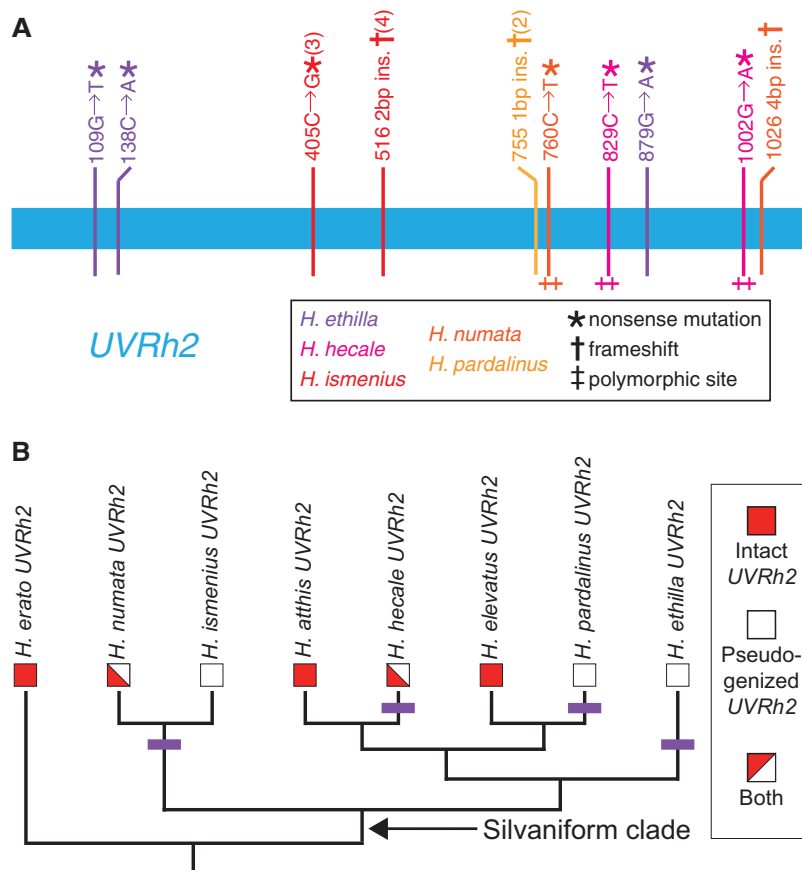 A
109G→T*
138C→A*
405C→G*(3)
516 2bp ins. †(4)
755 1bp ins. †(2)
760C→T*
829C→T*
879G→A*
1002G→A*
1026 4bp ins. †
‡‡
‡‡
‡‡
UVRh2
H. ethilla
H. hecale
H. ismenius
H. numata
H. pardalinus
* nonsense mutation
† frameshift
‡ polymorphic site
B
H. erato UVRh2
H. numata UVRh2
H. ismenius UVRh2
H. atthis UVRh2
H. hecale UVRh2
H. elevatus UVRh2
H. pardalinus UVRh2
H. ethilla UVRh2
Intact
UVRh2
Pseudo-
genized
UVRh2
Both
Silvaniform clade